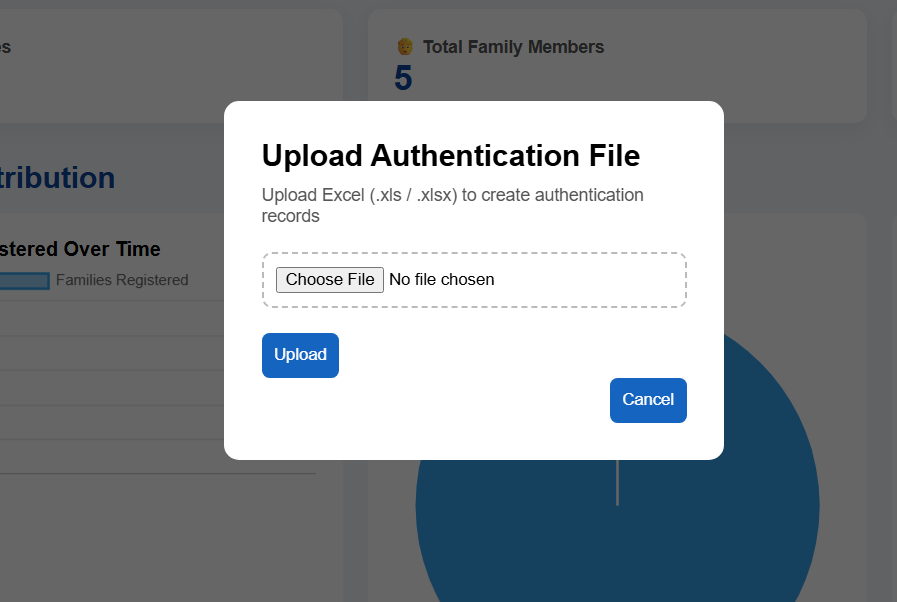 es
Total Family Members
5
tribution
stered Over Time
Families Registered
Upload Authentication File
Upload Excel (.xls / .xlsx) to create authentication
records
Choose File No file chosen
Upload
Cancel